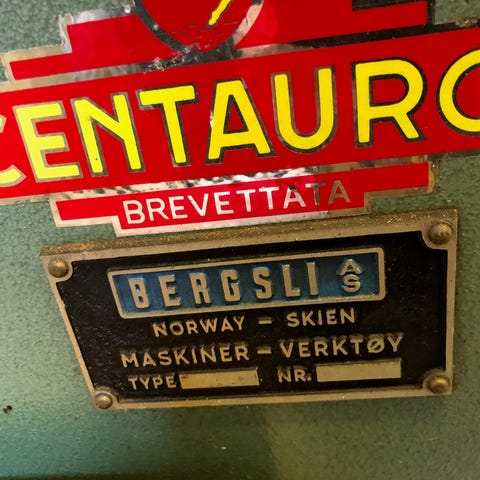 CENTAURO
BREVETTATA
BERGSLI A/S
NORWAY – SKIEN
MASKINER – VERKTØY
TYPE NR.